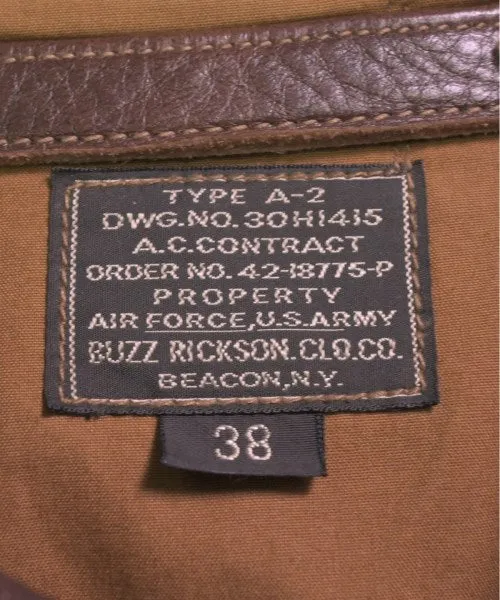 TYPE A-2
DWG.NO.30H1415
A.C.CONTRACT
ORDER NO. 42-18775-P
PROPERTY
AIR FORCE,U.S.ARMY
BUZZ RICKSON.CLO.CO.
BEACON,N.Y.
38